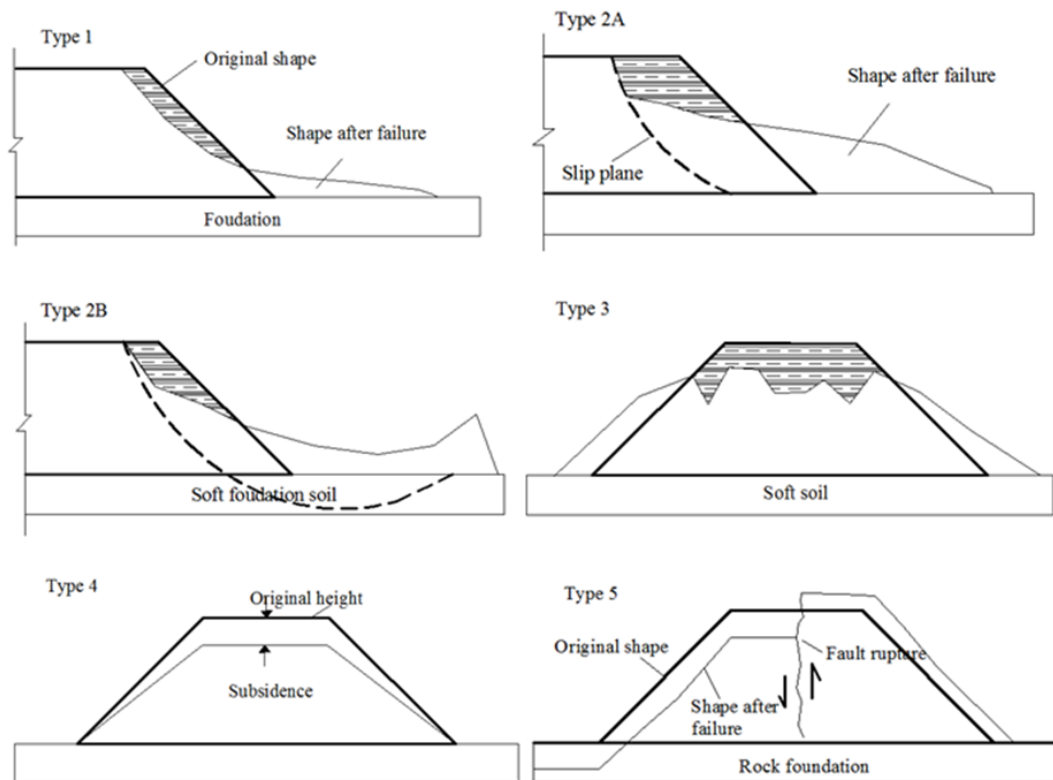 Type 1
Original shape
Shape after failure
Foudation
Type 2A
Shape after failure
Slip plane
Type 2B
Soft foudation soil
Type 3
Soft soil
Type 4
Original height
Subsidence
Type 5
Original shape
Fault rupture
Shape after
failure
Rock foundation